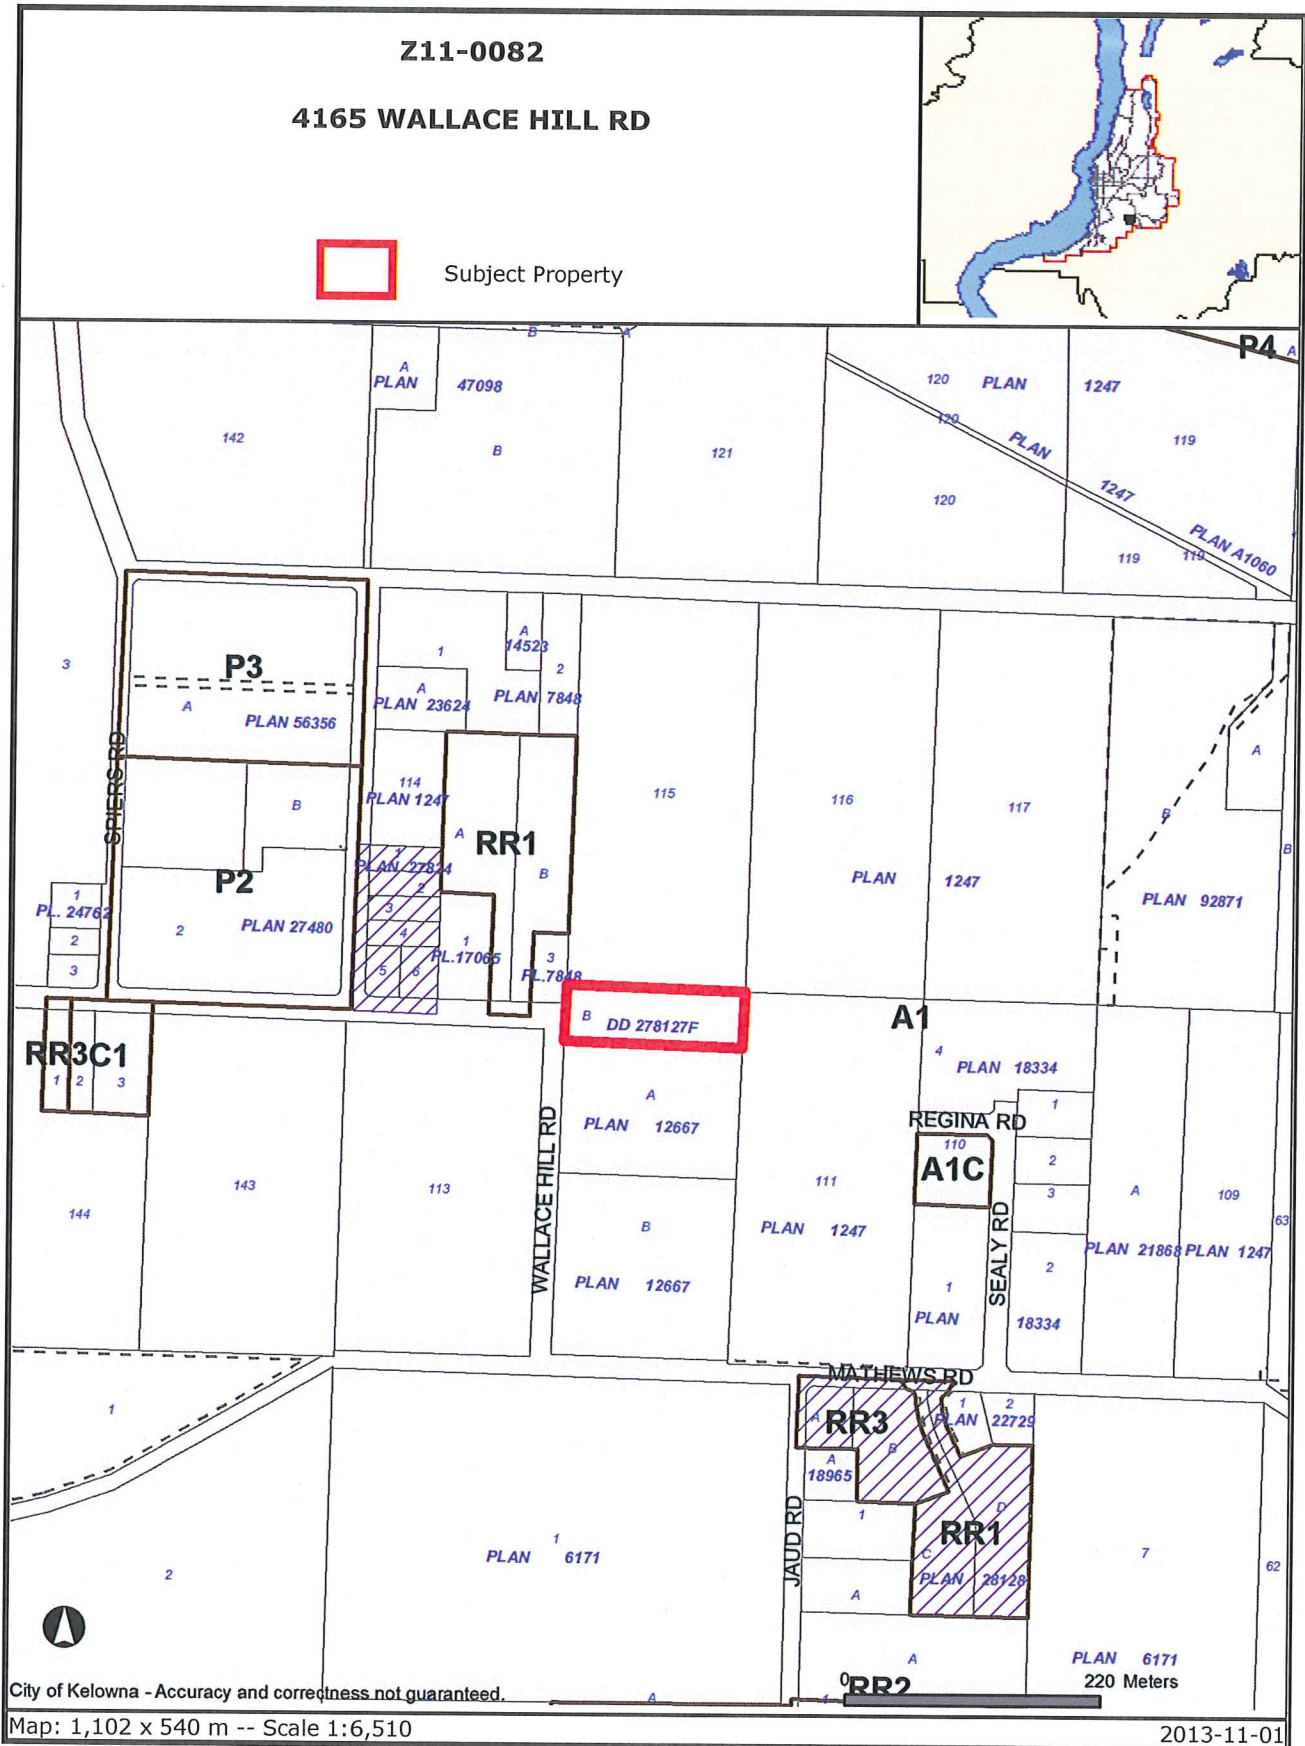 Z11-0082
4165 WALLACE HILL RD
Subject Property
P4 A
B A
A
PLAN 47098
120 PLAN 1247
120
142
B
121
PLAN
119
120
1247
PLAN A1060
119 119
3
P3
A
PLAN 56356
1
A
14523
2
A
PLAN 23624
PLAN 7848
SPIERS RD
114
PLAN 1247
115
116
117
A
B
B
A
RR1
B
1
PLAN 27824
2
B
P2
PLAN 1247
PLAN 92871
1
PL. 24762
2
3
2
PLAN 27480
3
4
5 6
1
PL.17065
3
PL.7848
B DD 278127F
A1
4
PLAN 18334
RR3C1
1 2 3
A
PLAN 12667
1
REGINA RD
110
A1C
2
3
WALLACE HILL RD
144
143
113
111
A
109
63
B
PLAN 1247
SEALY RD
PLAN 21868
PLAN 1247
PLAN 12667
1
PLAN
2
18334
MATHEWS RD
1
A
RR3
B
1 2
PLAN 22729
A
18965
JAUD RD
1
D
RR1
C
PLAN 28128
1
PLAN 6171
2
A
7
62
A
PLAN 6171
0
RR2
220 Meters
A
1
City of Kelowna - Accuracy and correctness not guaranteed.
Map: 1,102 x 540 m -- Scale 1:6,510
2013-11-01